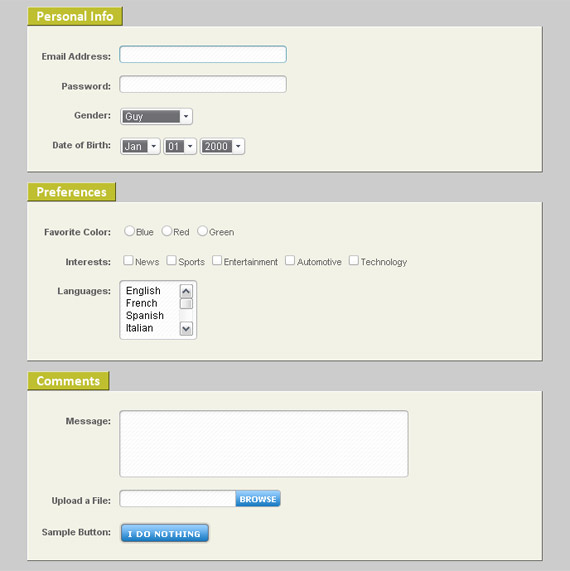 Personal Info
Email Address:
Password:
Gender: Guy
Date of Birth: Jan 01 2000
Preferences
Favorite Color: Blue Red Green
Interests: News Sports Entertainment Automotive Technology
Languages: English
French
Spanish
Italian
Comments
Message:
Upload a File: BROWSE
Sample Button: I DO NOTHING